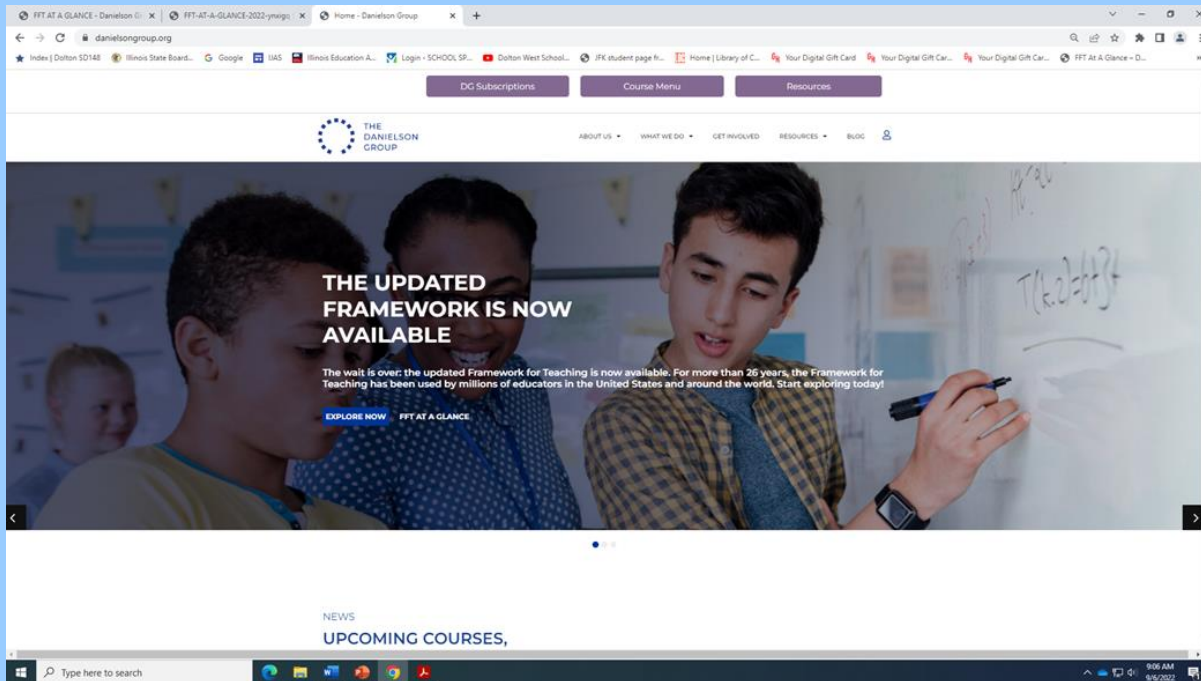 FFT AT A GLANCE - Danielson G
FFT-AT-A-GLANCE-2022-ynxigo
Home - Danielson Group
danielsongroup.org
Index | Dolton SD148
Illinois State Board...
Google
IIAS
Illinois Education A...
Login - SCHOOL SP...
Dolton West School...
JFK student page fr...
Home | Library of C...
Your Digital Gift Card
Your Digital Gift Car...
Your Digital Gift Car...
FFT At A Glance – D...
DG Subscriptions
Course Menu
Resources
THE
DANIELSON
GROUP
ABOUT US
WHAT WE DO
GET INVOLVED
RESOURCES
BLOG
THE UPDATED
FRAMEWORK IS NOW
AVAILABLE
The wait is over: the updated Framework for Teaching is now available. For more than 26 years, the Framework for
Teaching has been used by millions of educators in the United States and around the world. Start exploring today!
EXPLORE NOW
FFT AT A GLANCE
NEWS
UPCOMING COURSES,
Type here to search
9:06 AM
9/6/2022